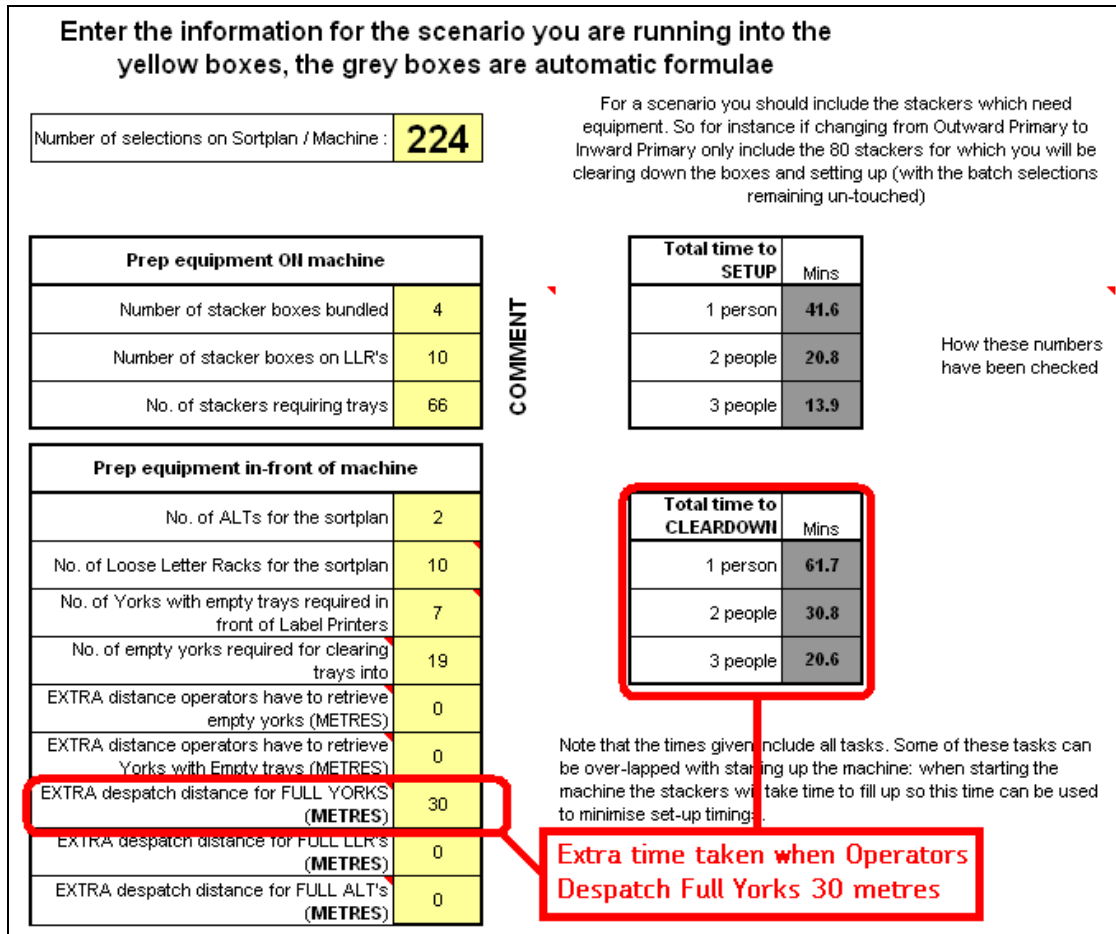 Enter the information for the scenario you are running into the
yellow boxes, the grey boxes are automatic formulae
Number of selections on Sortplan / Machine : 224
For a scenario you should include the stackers which need
equipment. So for instance if changing from Outward Primary to
Inward Primary only include the 80 stackers for which you will be
clearing down the boxes and setting up (with the batch selections
remaining un-touched)
Prep equipment ON machine
Number of stacker boxes bundled 4
Number of stacker boxes on LLR's 10
No. of stackers requiring trays 66
COMMENT
Total time to
SETUP Mins
1 person 41.6
2 people 20.8
3 people 13.9
How these numbers
have been checked
Prep equipment in-front of machine
No. of ALTs for the sortplan 2
No. of Loose Letter Racks for the sortplan 10
No. of Yorks with empty trays required in
front of Label Printers 7
No. of empty yorks required for clearing
trays into 19
EXTRA distance operators have to retrieve
empty yorks (METRES) 0
EXTRA distance operators have to retrieve
Yorks with Empty trays (METRES) 0
EXTRA despatch distance for FULL YORKS
(METRES) 30
EXTRA despatch distance for FULL LLR's
(METRES) 0
EXTRA despatch distance for FULL ALT's
(METRES) 0
Total time to
CLEARDOWN Mins
1 person 61.7
2 people 30.8
3 people 20.6
Note that the times given include all tasks. Some of these tasks can
be over-lapped with starting up the machine: when starting the
machine the stackers will take time to fill up so this time can be used
to minimise set-up timings.
Extra time taken when Operators
Despatch Full Yorks 30 metres